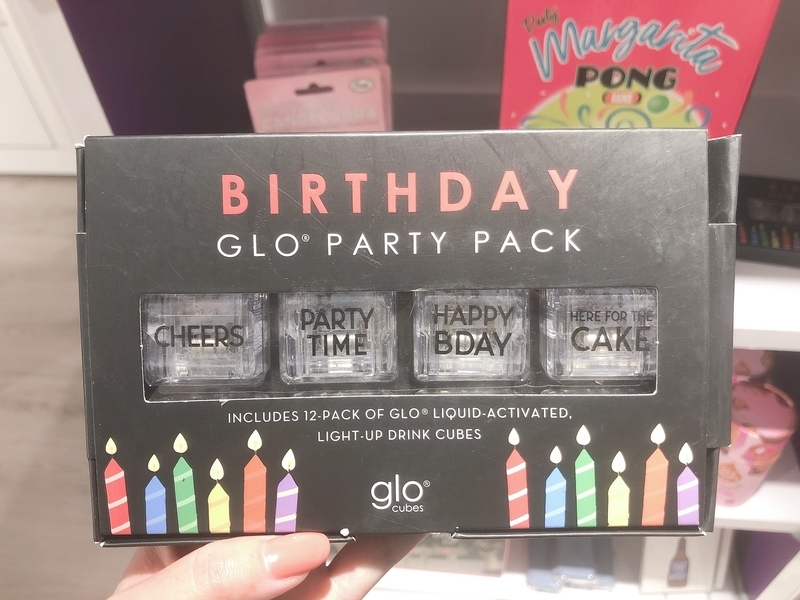 Party
Margarita
PONG
BIRTHDAY
GLO® PARTY PACK
CHEERS
PARTY
TIME
HAPPY
BDAY
HERE FOR THE
CAKE
INCLUDES 12-PACK OF GLO® LIQUID-ACTIVATED,
LIGHT-UP DRINK CUBES
glo®
cubes